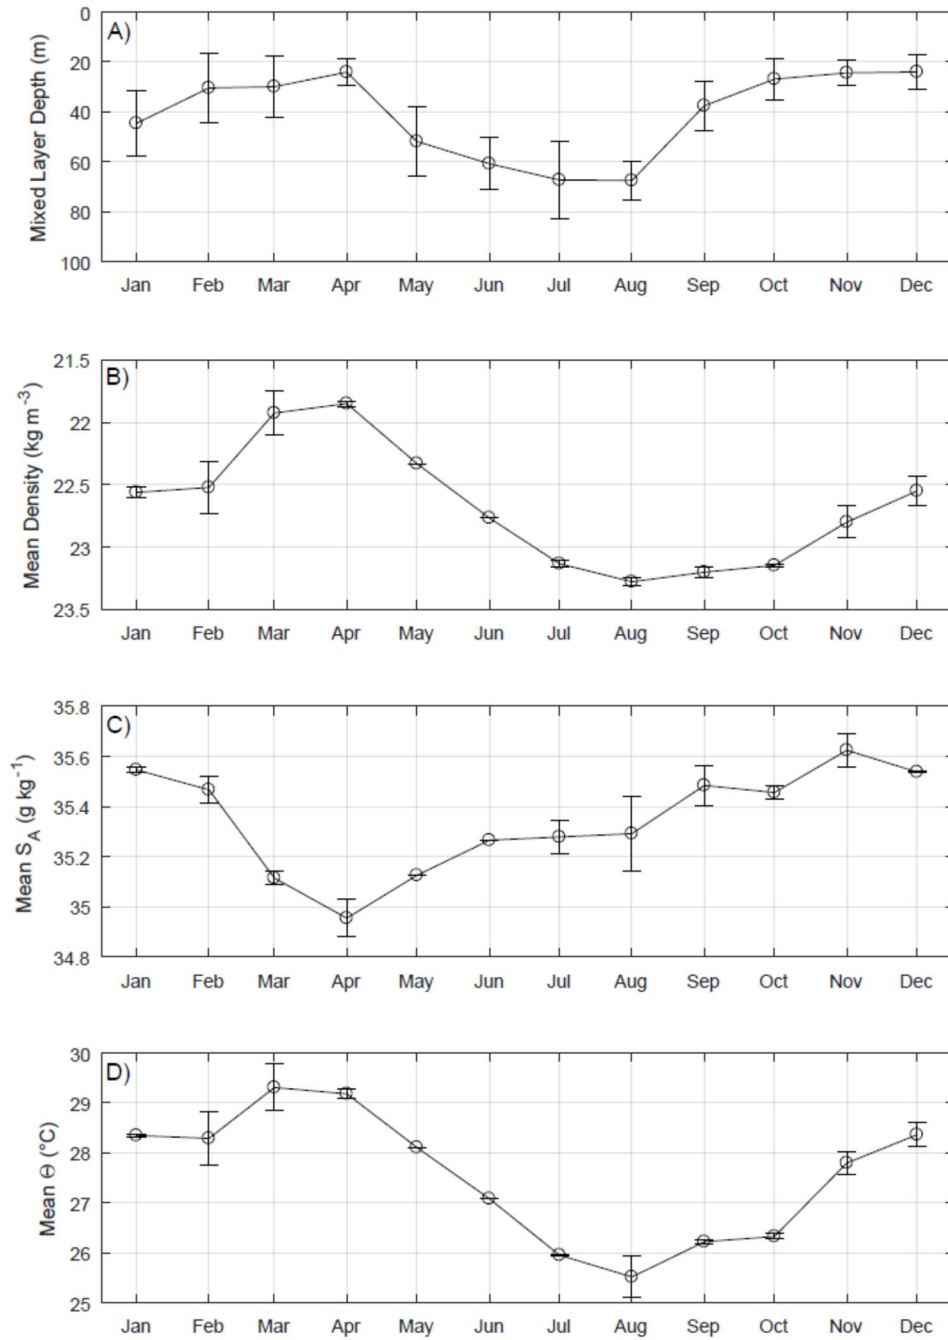 A)
Mixed Layer Depth (m)
0
20
40
60
80
100
Jan Feb Mar Apr May Jun Jul Aug Sep Oct Nov Dec
B)
Mean Density (kg m⁻³)
21.5
22
22.5
23
23.5
Jan Feb Mar Apr May Jun Jul Aug Sep Oct Nov Dec
C)
Mean S_A (g kg⁻¹)
35.8
35.6
35.4
35.2
35
34.8
Jan Feb Mar Apr May Jun Jul Aug Sep Oct Nov Dec
D)
Mean Θ (°C)
30
29
28
27
26
25
Jan Feb Mar Apr May Jun Jul Aug Sep Oct Nov Dec